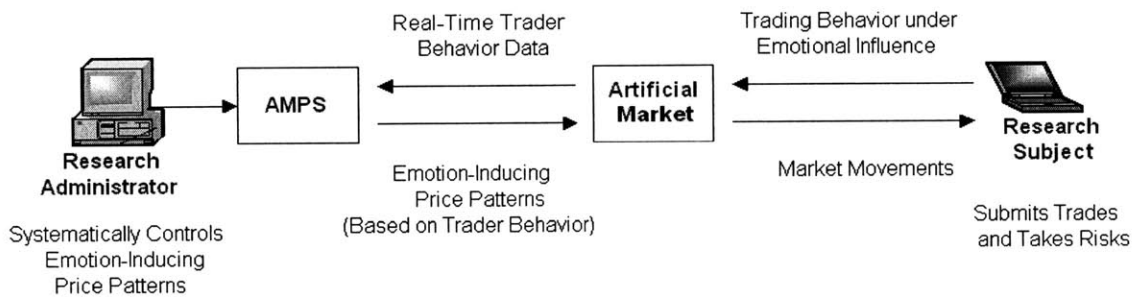 Real-Time Trader
Behavior Data
Trading Behavior under
Emotional Influence
AMPS
Artificial
Market
Research
Administrator
Research
Subject
Emotion-Inducing
Price Patterns
(Based on Trader Behavior)
Market Movements
Systematically Controls
Emotion-Inducing
Price Patterns
Submits Trades
and Takes Risks